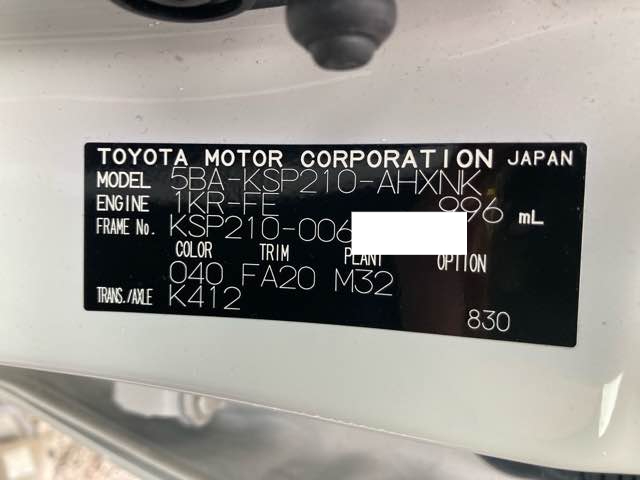 TOYOTA MOTOR CORPORATION JAPAN
MODEL 5BA-KSP210-AHXNK
ENGINE 1KR-FE 996 mL
FRAME No. KSP210-006
COLOR TRIM PLANT OPTION
040 FA20 M32
TRANS./AXLE K412
830